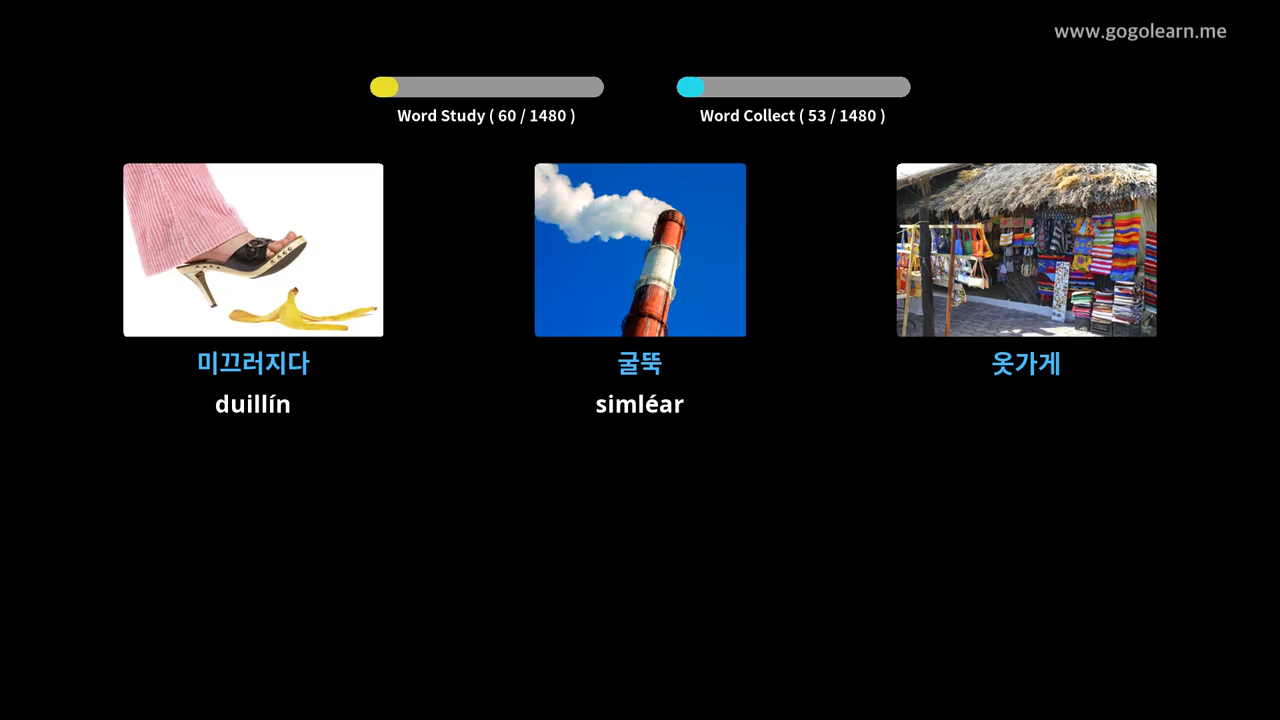 www.gogolearn.me
Word Study ( 60 / 1480 )
Word Collect ( 53 / 1480 )
미끄러지다
굴뚝
옷가게
duillín
simléar